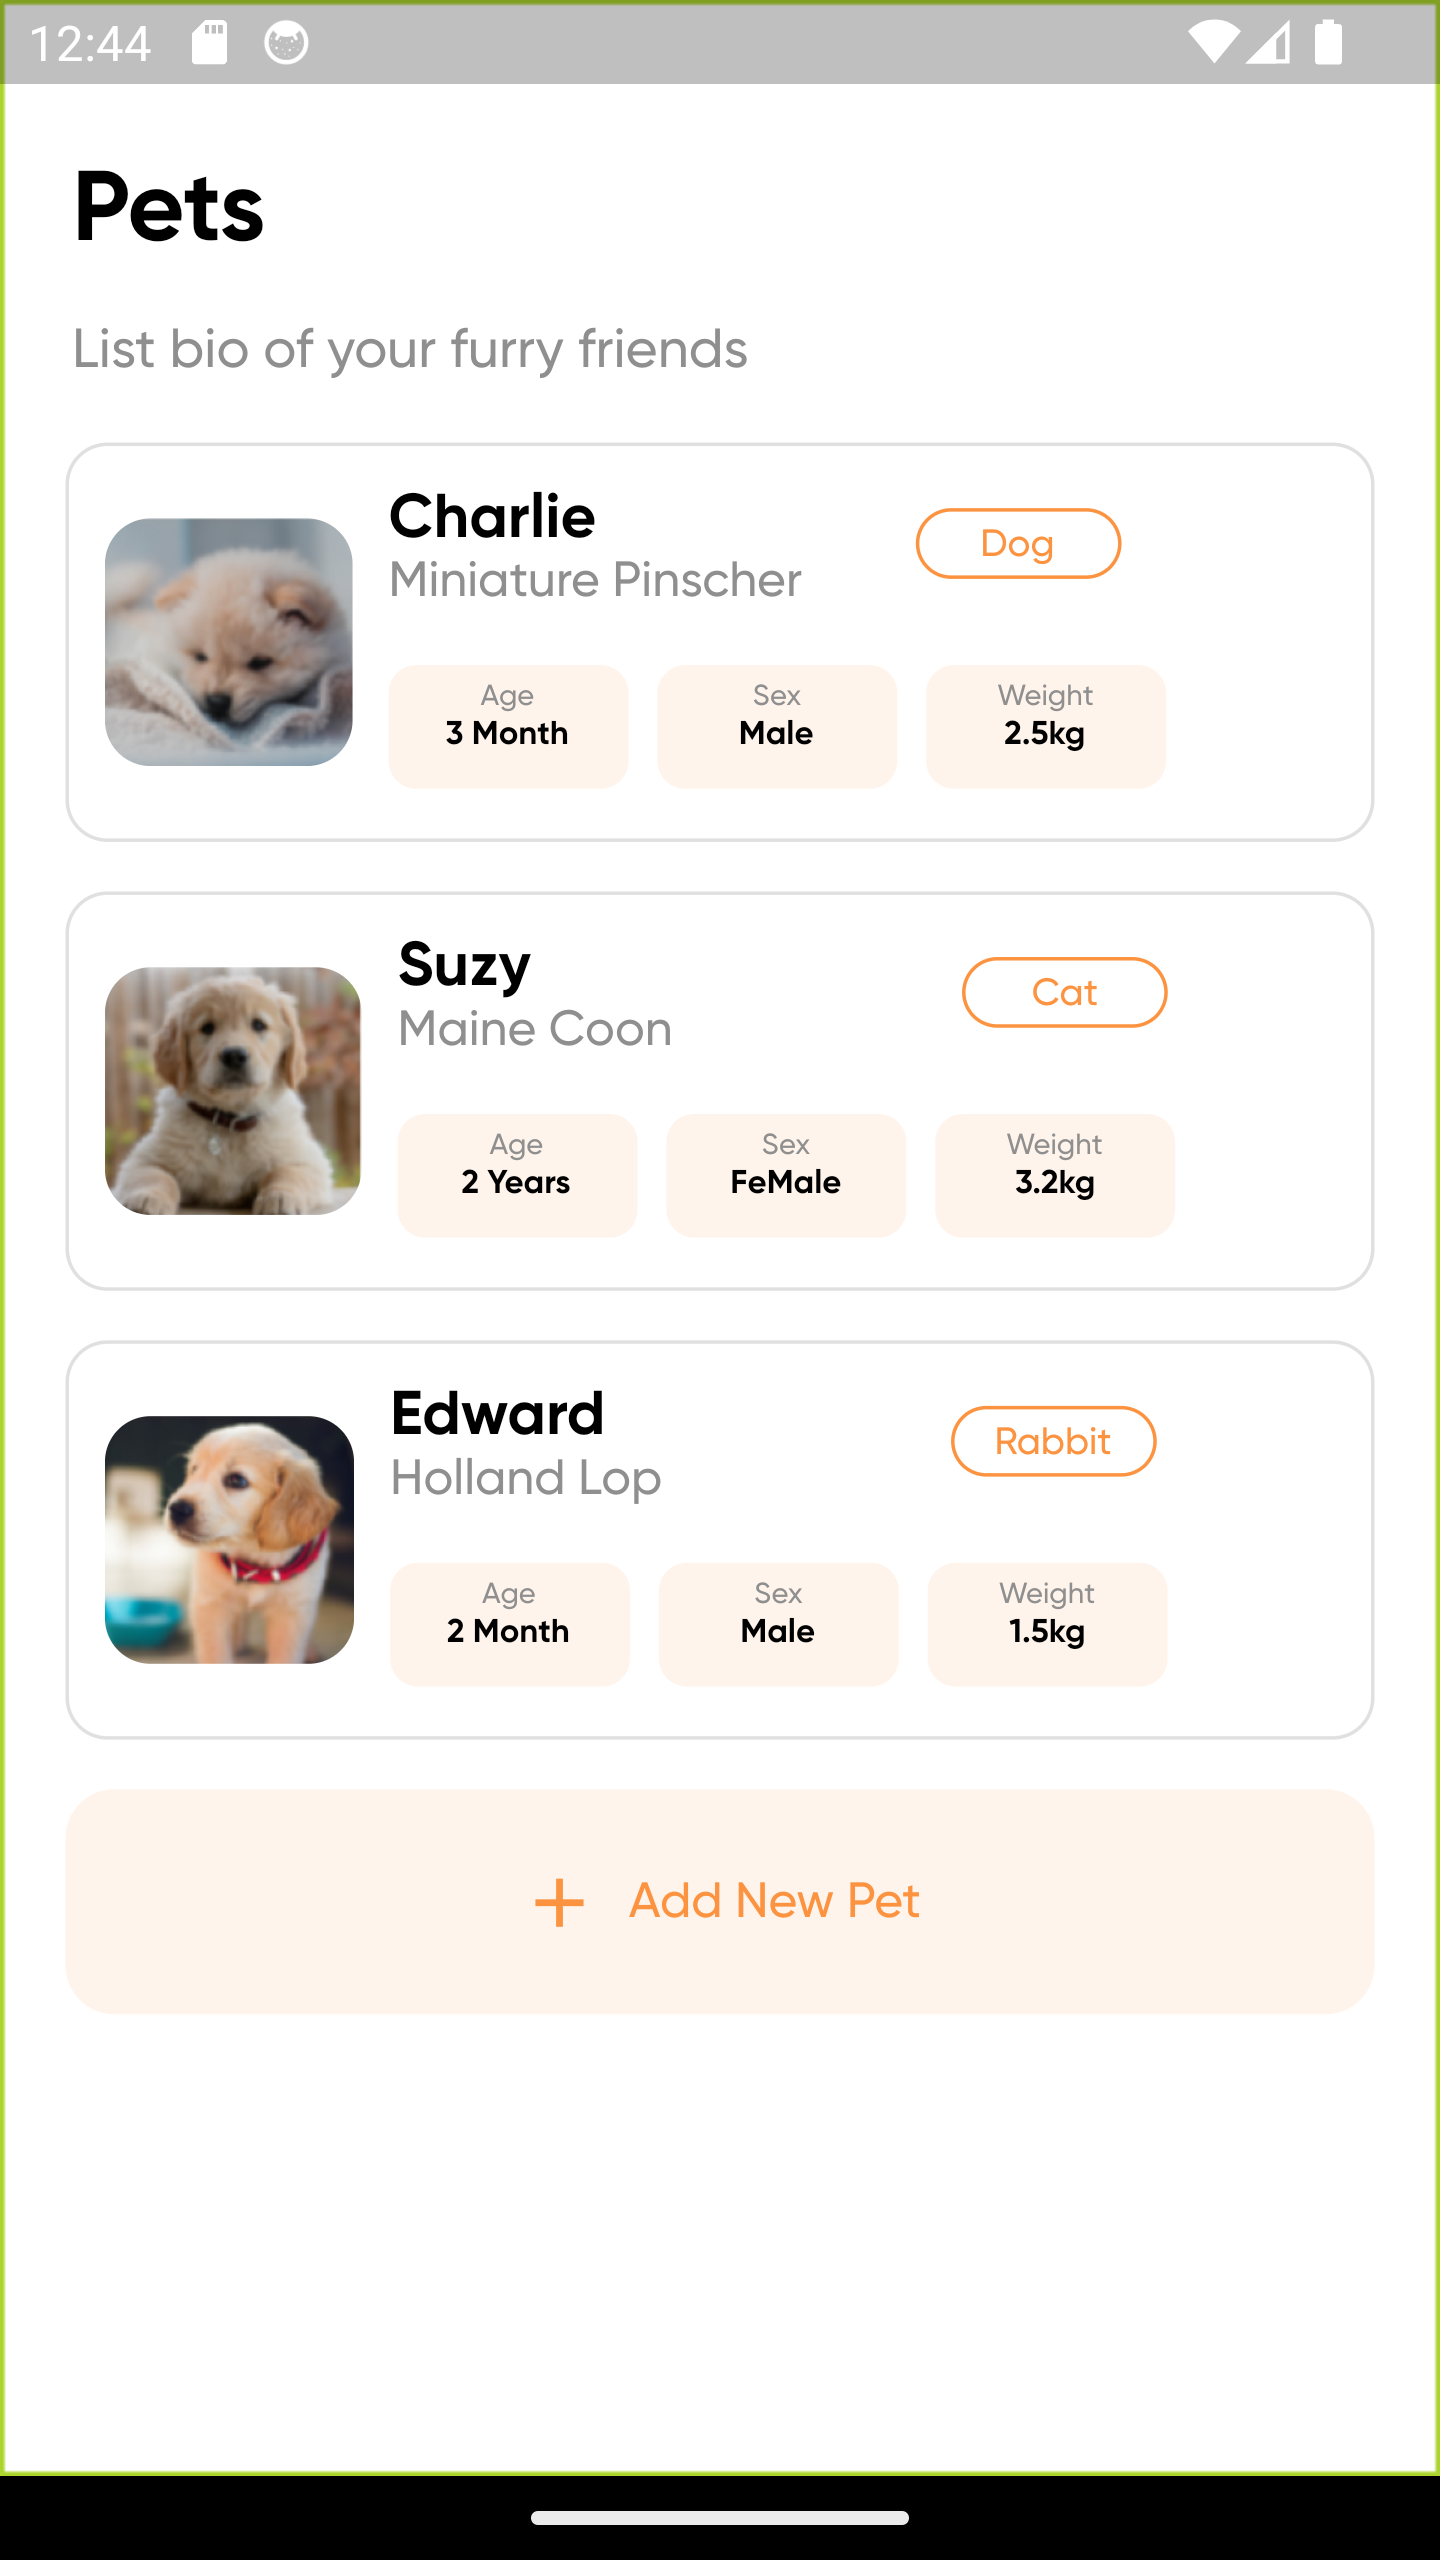 12:44
Pets
List bio of your furry friends
Charlie
Dog
Miniature Pinscher
Age
Sex
Weight
3 Month
Male
2.5kg
Suzy
Cat
Maine Coon
Age
Sex
Weight
2 Years
FeMale
3.2kg
Edward
Rabbit
Holland Lop
Age
Sex
Weight
2 Month
Male
1.5kg
+ Add New Pet